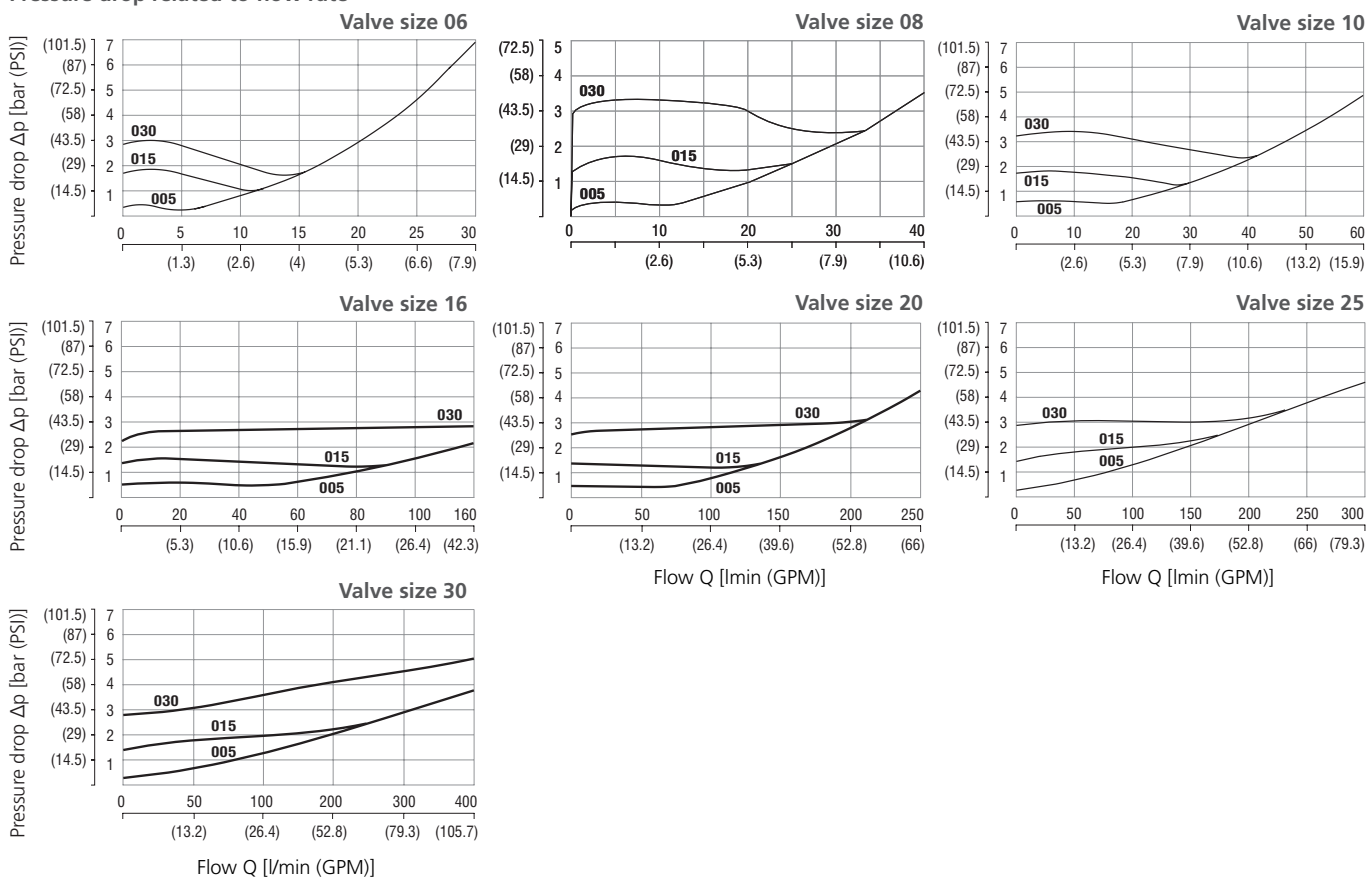 Pressure drop related to flow rate
Valve size 06
Pressure drop Δp [bar (PSI)]
(101.5) 7
(87) 6
(72.5) 5
(58) 4
(43.5) 3
(29) 2
(14.5) 1
030
015
005
0 5 10 15 20 25 30
(1.3) (2.6) (4) (5.3) (6.6) (7.9)
Valve size 08
(72.5) 5
(58) 4
(43.5) 3
(29) 2
(14.5) 1
030
015
005
0 10 20 30 40
(2.6) (5.3) (7.9) (10.6)
Valve size 10
(101.5) 7
(87) 6
(72.5) 5
(58) 4
(43.5) 3
(29) 2
(14.5) 1
030
015
005
0 10 20 30 40 50 60
(2.6) (5.3) (7.9) (10.6) (13.2) (15.9)
Valve size 16
Pressure drop Δp [bar (PSI)]
(101.5) 7
(87) 6
(72.5) 5
(58) 4
(43.5) 3
(29) 2
(14.5) 1
030
015
005
0 20 40 60 80 100 160
(5.3) (10.6) (15.9) (21.1) (26.4) (42.3)
Valve size 20
(101.5) 7
(87) 6
(72.5) 5
(58) 4
(43.5) 3
(29) 2
(14.5) 1
030
015
005
0 50 100 150 200 250
(13.2) (26.4) (39.6) (52.8) (66)
Flow Q [lmin (GPM)]
Valve size 25
(101.5) 7
(87) 6
(72.5) 5
(58) 4
(43.5) 3
(29) 2
(14.5) 1
030
015
005
0 50 100 150 200 250 300
(13.2) (26.4) (39.6) (52.8) (66) (79.3)
Flow Q [lmin (GPM)]
Valve size 30
Pressure drop Δp [bar (PSI)]
(101.5) 7
(87) 6
(72.5) 5
(58) 4
(43.5) 3
(29) 2
(14.5) 1
030
015
005
0 50 100 200 300 400
(13.2) (26.4) (52.8) (79.3) (105.7)
Flow Q [l/min (GPM)]